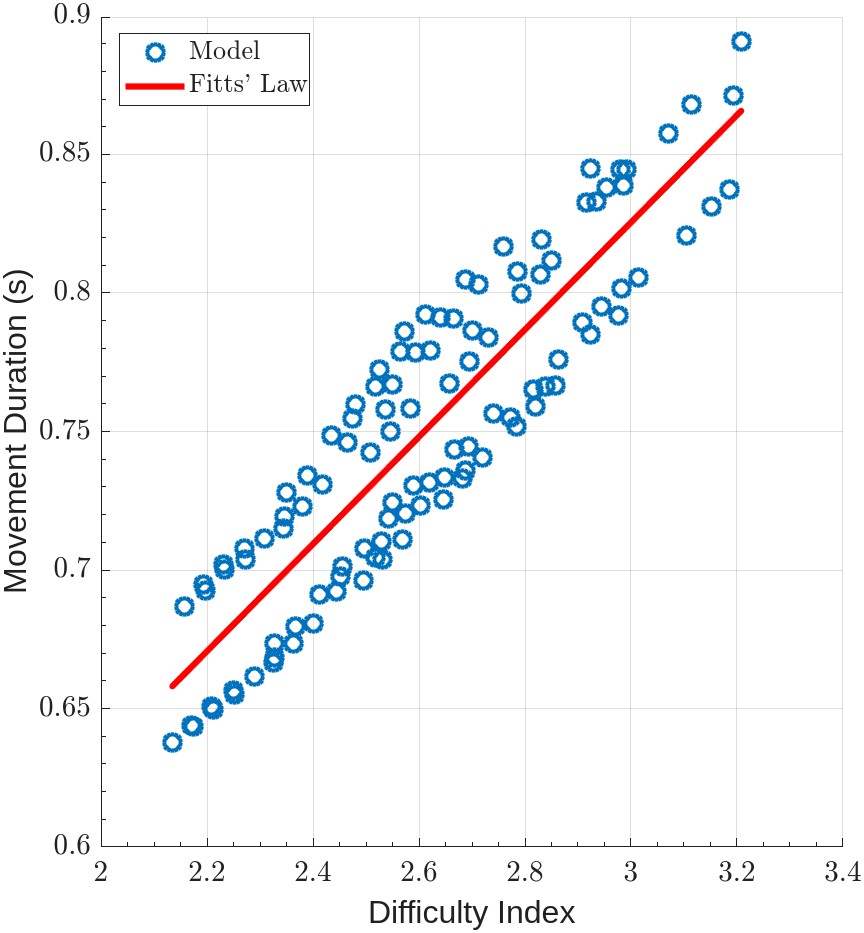 0.9
Model
Fitts' Law
0.85
0.8
0.75
0.7
0.65
0.6
Movement Duration (s)
2 2.2 2.4 2.6 2.8 3 3.2 3.4
Difficulty Index